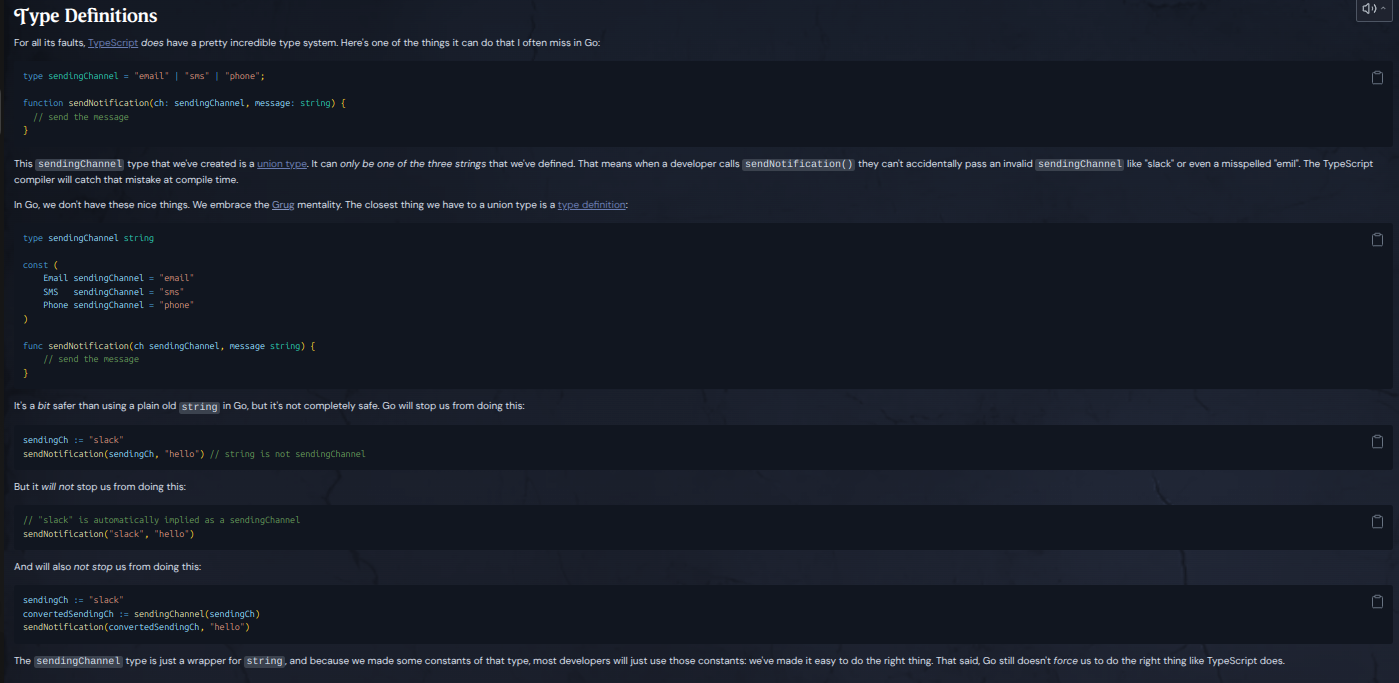 Type Definitions
For all its faults, TypeScript does have a pretty incredible type system. Here's one of the things it can do that I often miss in Go:
type sendingChannel = "email" | "sms" | "phone";
function sendNotification(ch: sendingChannel, message: string) {
  // send the message
}
This sendingChannel type that we've created is a union type. It can only be one of the three strings that we've defined. That means when a developer calls sendNotification() they can't accidentally pass an invalid sendingChannel like "slack" or even a misspelled "emil". The TypeScript
compiler will catch that mistake at compile time.
In Go, we don't have these nice things. We embrace the Grug mentality. The closest thing we have to a union type is a type definition:
type sendingChannel string
const (
    Email sendingChannel = "email"
    SMS   sendingChannel = "sms"
    Phone sendingChannel = "phone"
)
func sendNotification(ch sendingChannel, message string) {
    // send the message
}
It's a bit safer than using a plain old string in Go, but it's not completely safe. Go will stop us from doing this:
sendingCh := "slack"
sendNotification(sendingCh, "hello") // string is not sendingChannel
But it will not stop us from doing this:
// "slack" is automatically implied as a sendingChannel
sendNotification("slack", "hello")
And will also not stop us from doing this:
sendingCh := "slack"
convertedSendingCh := sendingChannel(sendingCh)
sendNotification(convertedSendingCh, "hello")
The sendingChannel type is just a wrapper for string, and because we made some constants of that type, most developers will just use those constants: we've made it easy to do the right thing. That said, Go still doesn't force us to do the right thing like TypeScript does.